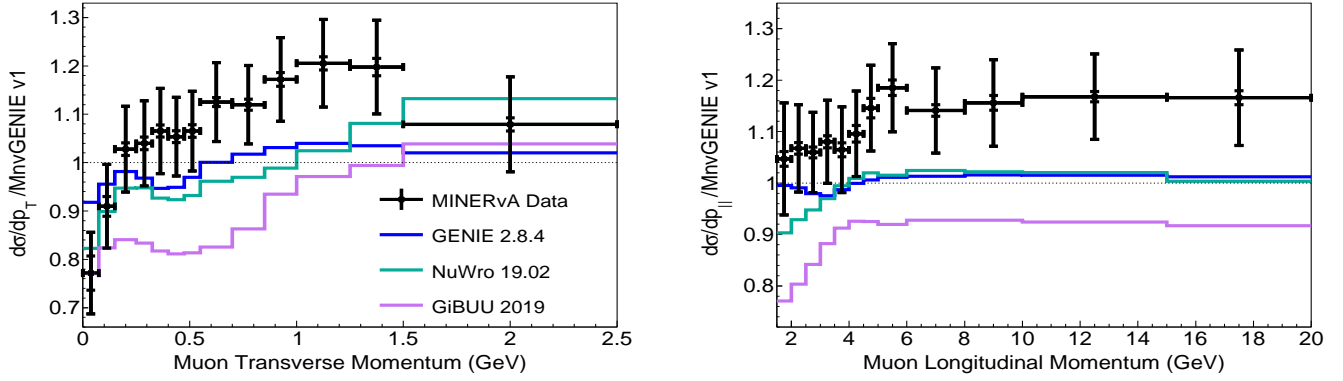 dσ/dp_T /MnvGENIE v1
1.3
1.2
1.1
1
0.9
0.8
0.7
MINERvA Data
GENIE 2.8.4
NuWro 19.02
GiBUU 2019
0 0.5 1 1.5 2 2.5
Muon Transverse Momentum (GeV)
dσ/dp_|| /MnvGENIE v1
1.3
1.2
1.1
1
0.9
0.8
2 4 6 8 10 12 14 16 18 20
Muon Longitudinal Momentum (GeV)